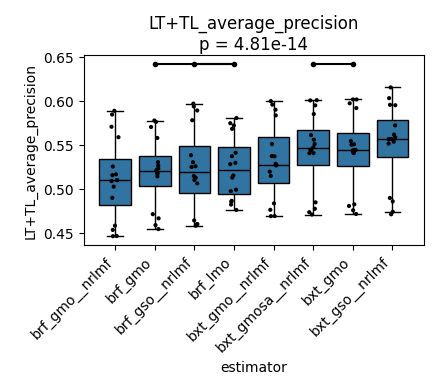 LT+TL_average_precision
p = 4.81e-14
LT+TL_average_precision
0.65
0.60
0.55
0.50
0.45
brf_gmo__nrlmf
brf_gmo
brf_gso__nrlmf
brf_lmo
bxt_gmo__nrlmf
bxt_gmosa__nrlmf
bxt_gmo
bxt_gso__nrlmf
estimator